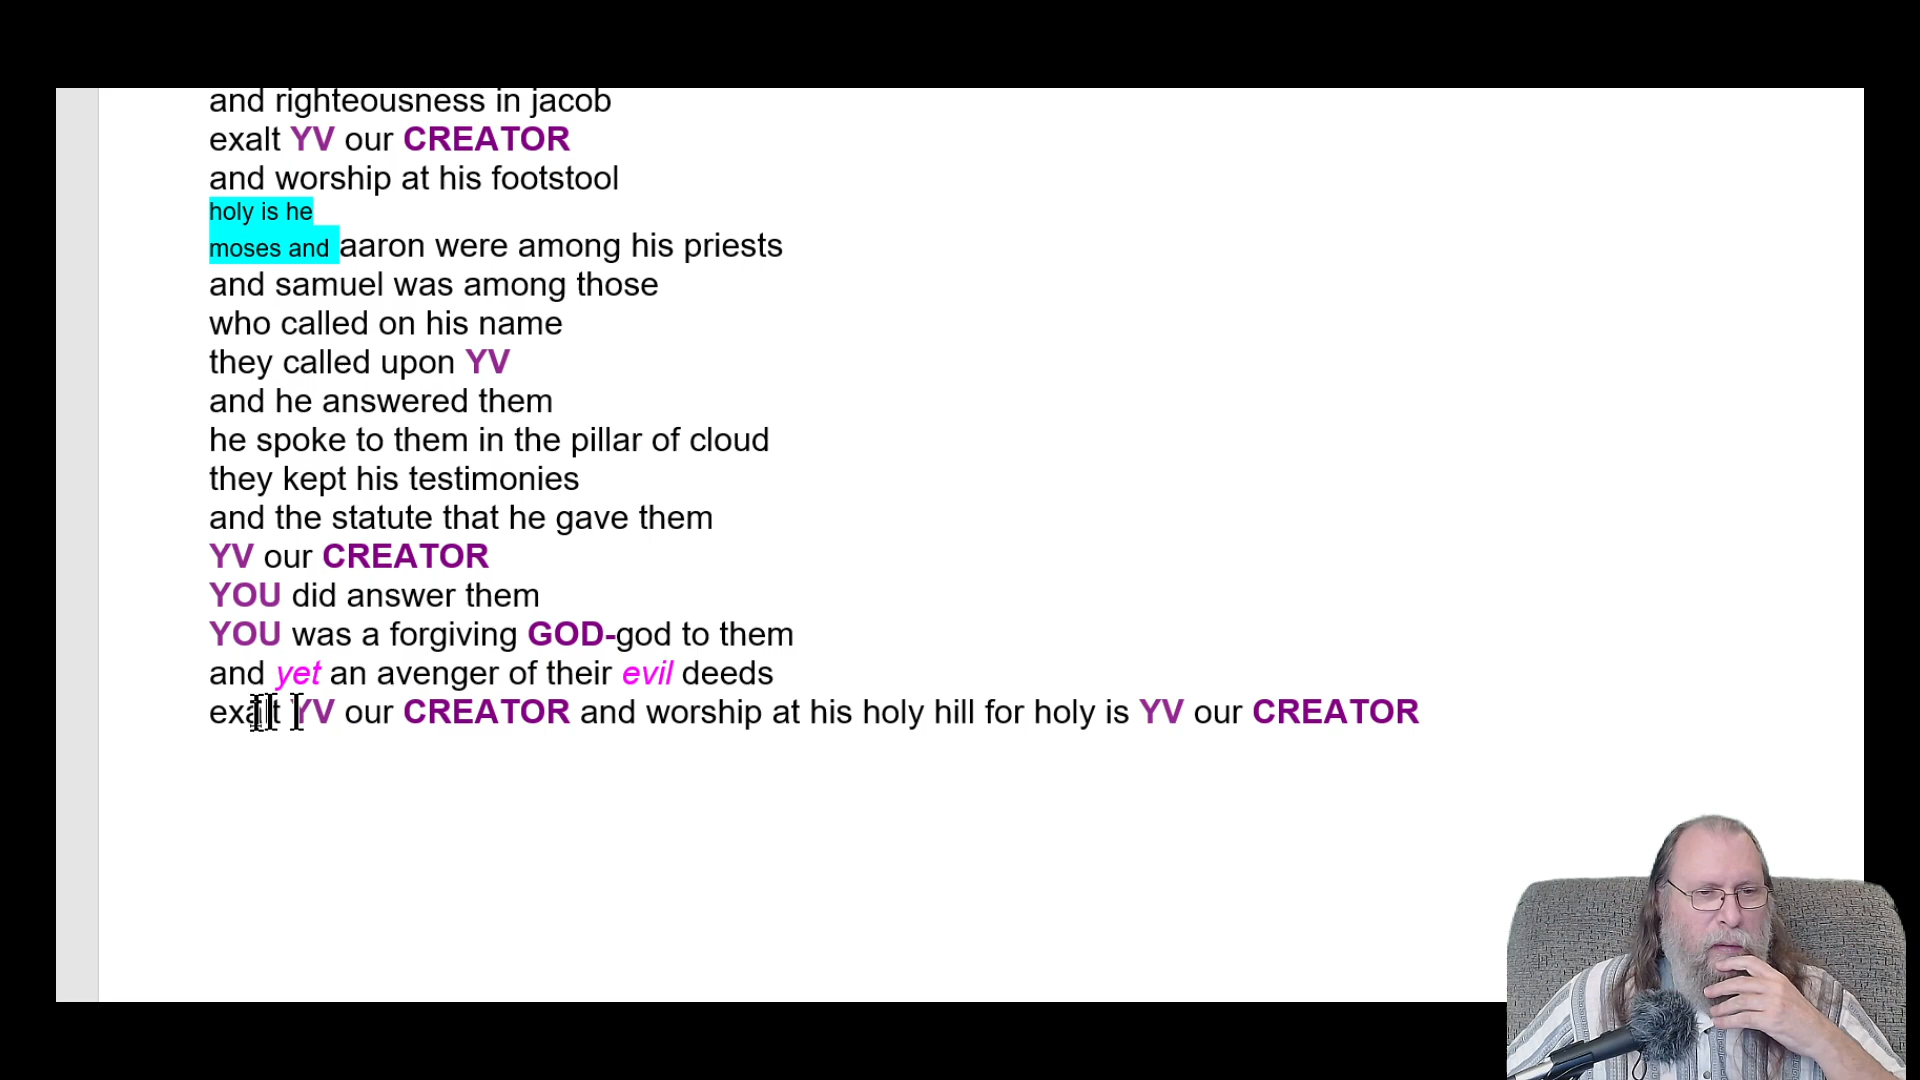 and righteousness in jacob
exalt YV our CREATOR
and worship at his footstool
holy is he
moses and aaron were among his priests
and samuel was among those
who called on his name
they called upon YV
and he answered them
he spoke to them in the pillar of cloud
they kept his testimonies
and the statute that he gave them
YV our CREATOR
YOU did answer them
YOU was a forgiving GOD-god to them
and yet an avenger of their evil deeds
exalt YV our CREATOR and worship at his holy hill for holy is YV our CREATOR